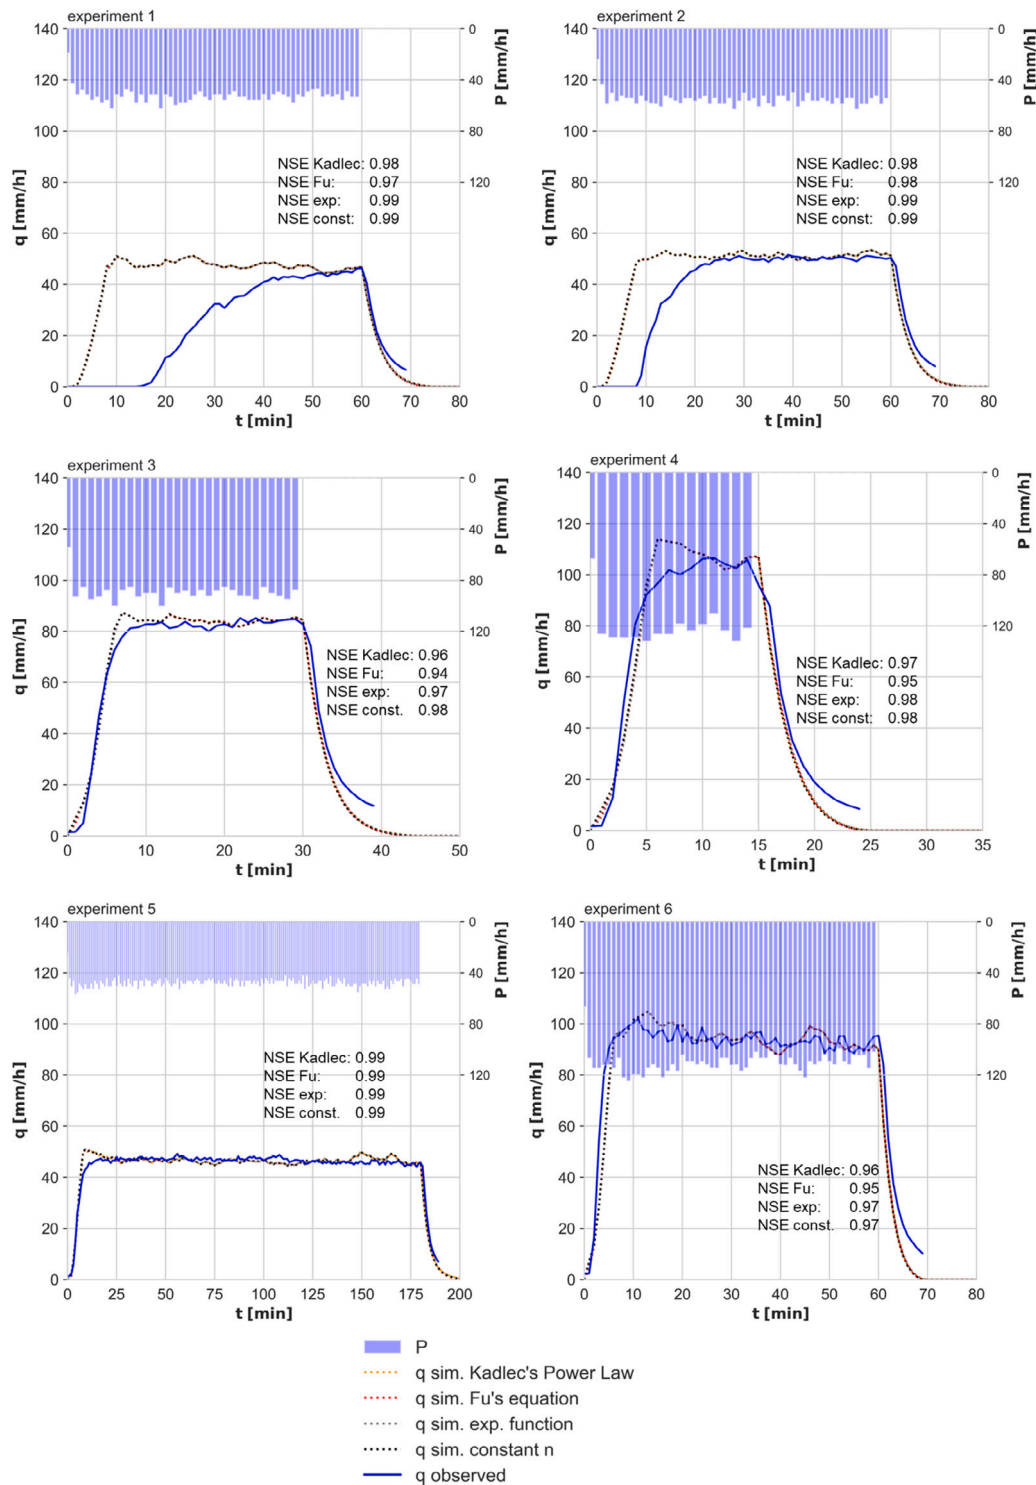 experiment 1
140
120
100
80
60
40
20
0
q [mm/h]
0
40
80
120
P [mm/h]
NSE Kadlec: 0.98
NSE Fu: 0.97
NSE exp: 0.99
NSE const: 0.99
0 10 20 30 40 50 60 70 80
t [min]
experiment 2
140
120
100
80
60
40
20
0
q [mm/h]
0
40
80
120
P [mm/h]
NSE Kadlec: 0.98
NSE Fu: 0.98
NSE exp: 0.99
NSE const: 0.99
0 10 20 30 40 50 60 70 80
t [min]
experiment 3
140
120
100
80
60
40
20
0
q [mm/h]
0
40
80
120
P [mm/h]
NSE Kadlec: 0.96
NSE Fu: 0.94
NSE exp: 0.97
NSE const. 0.98
0 10 20 30 40 50
t [min]
experiment 4
140
120
100
80
60
40
20
0
q [mm/h]
0
40
80
120
P [mm/h]
NSE Kadlec: 0.97
NSE Fu: 0.95
NSE exp: 0.98
NSE const: 0.98
0 5 10 15 20 25 30 35
t [min]
experiment 5
140
120
100
80
60
40
20
0
q [mm/h]
0
40
80
120
P [mm/h]
NSE Kadlec: 0.99
NSE Fu: 0.99
NSE exp: 0.99
NSE const. 0.99
0 25 50 75 100 125 150 175 200
t [min]
experiment 6
140
120
100
80
60
40
20
0
q [mm/h]
0
40
80
120
P [mm/h]
NSE Kadlec: 0.96
NSE Fu: 0.95
NSE exp: 0.97
NSE const. 0.97
0 10 20 30 40 50 60 70 80
t [min]
P
q sim. Kadlec's Power Law
q sim. Fu's equation
q sim. exp. function
q sim. constant n
q observed